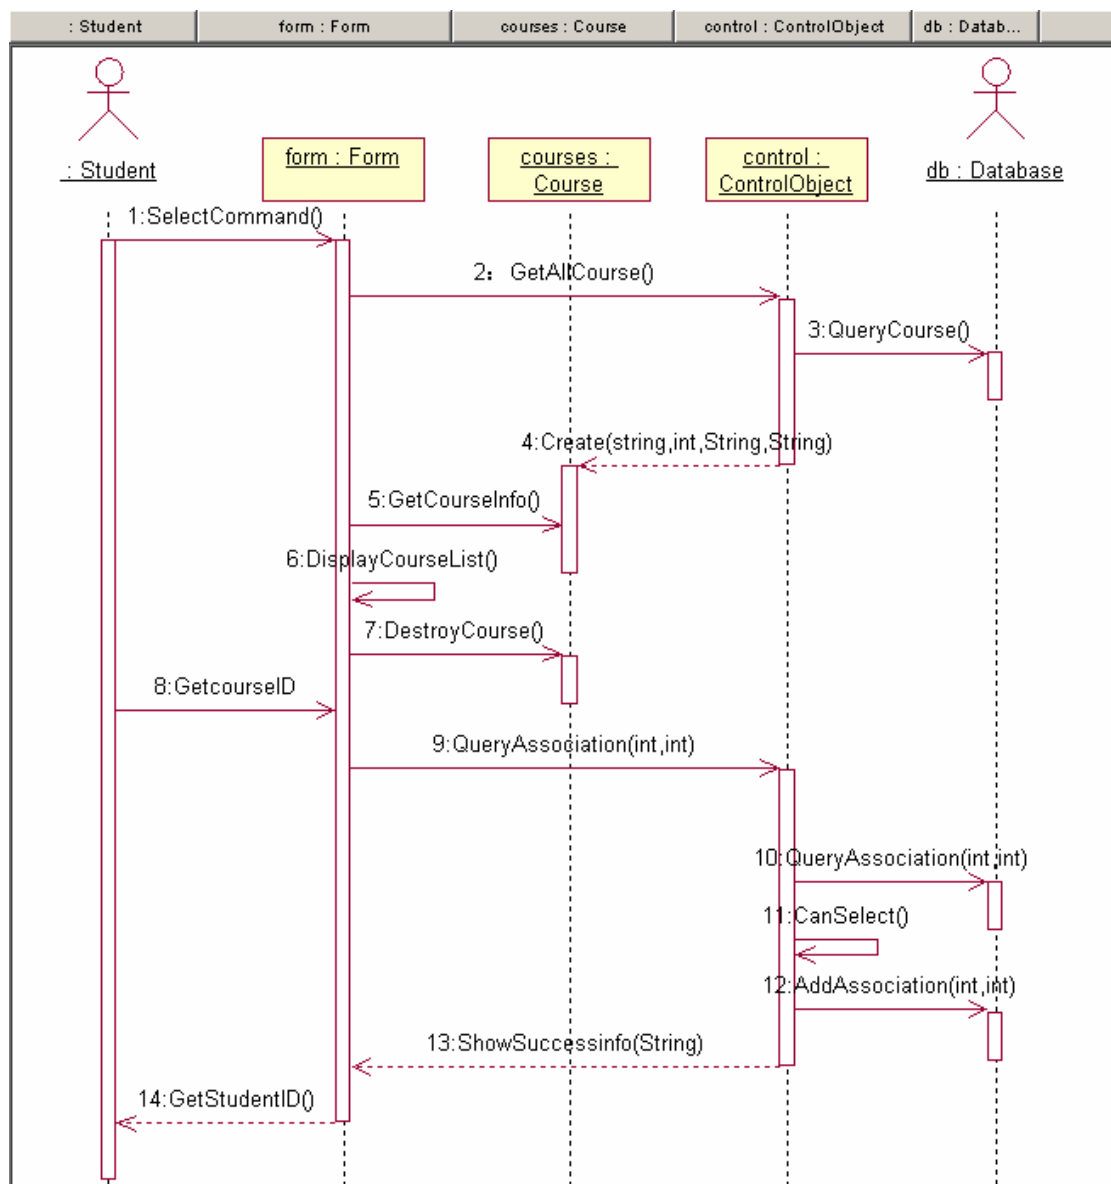 : Student
form : Form
courses : Course
control : ControlObject
db : Datab...
: Student
form : Form
courses :
Course
control :
ControlObject
db : Database
1:SelectCommand()
2： GetAllCourse()
3:QueryCourse()
4:Create(string,int,String,String)
5:GetCourseInfo()
6:DisplayCourseList()
7:DestroyCourse()
8:GetcourseID
9:QueryAssociation(int,int)
10:QueryAssociation(int,int)
11:CanSelect()
12:AddAssociation(int,int)
13:ShowSuccessinfo(String)
14:GetStudentID()